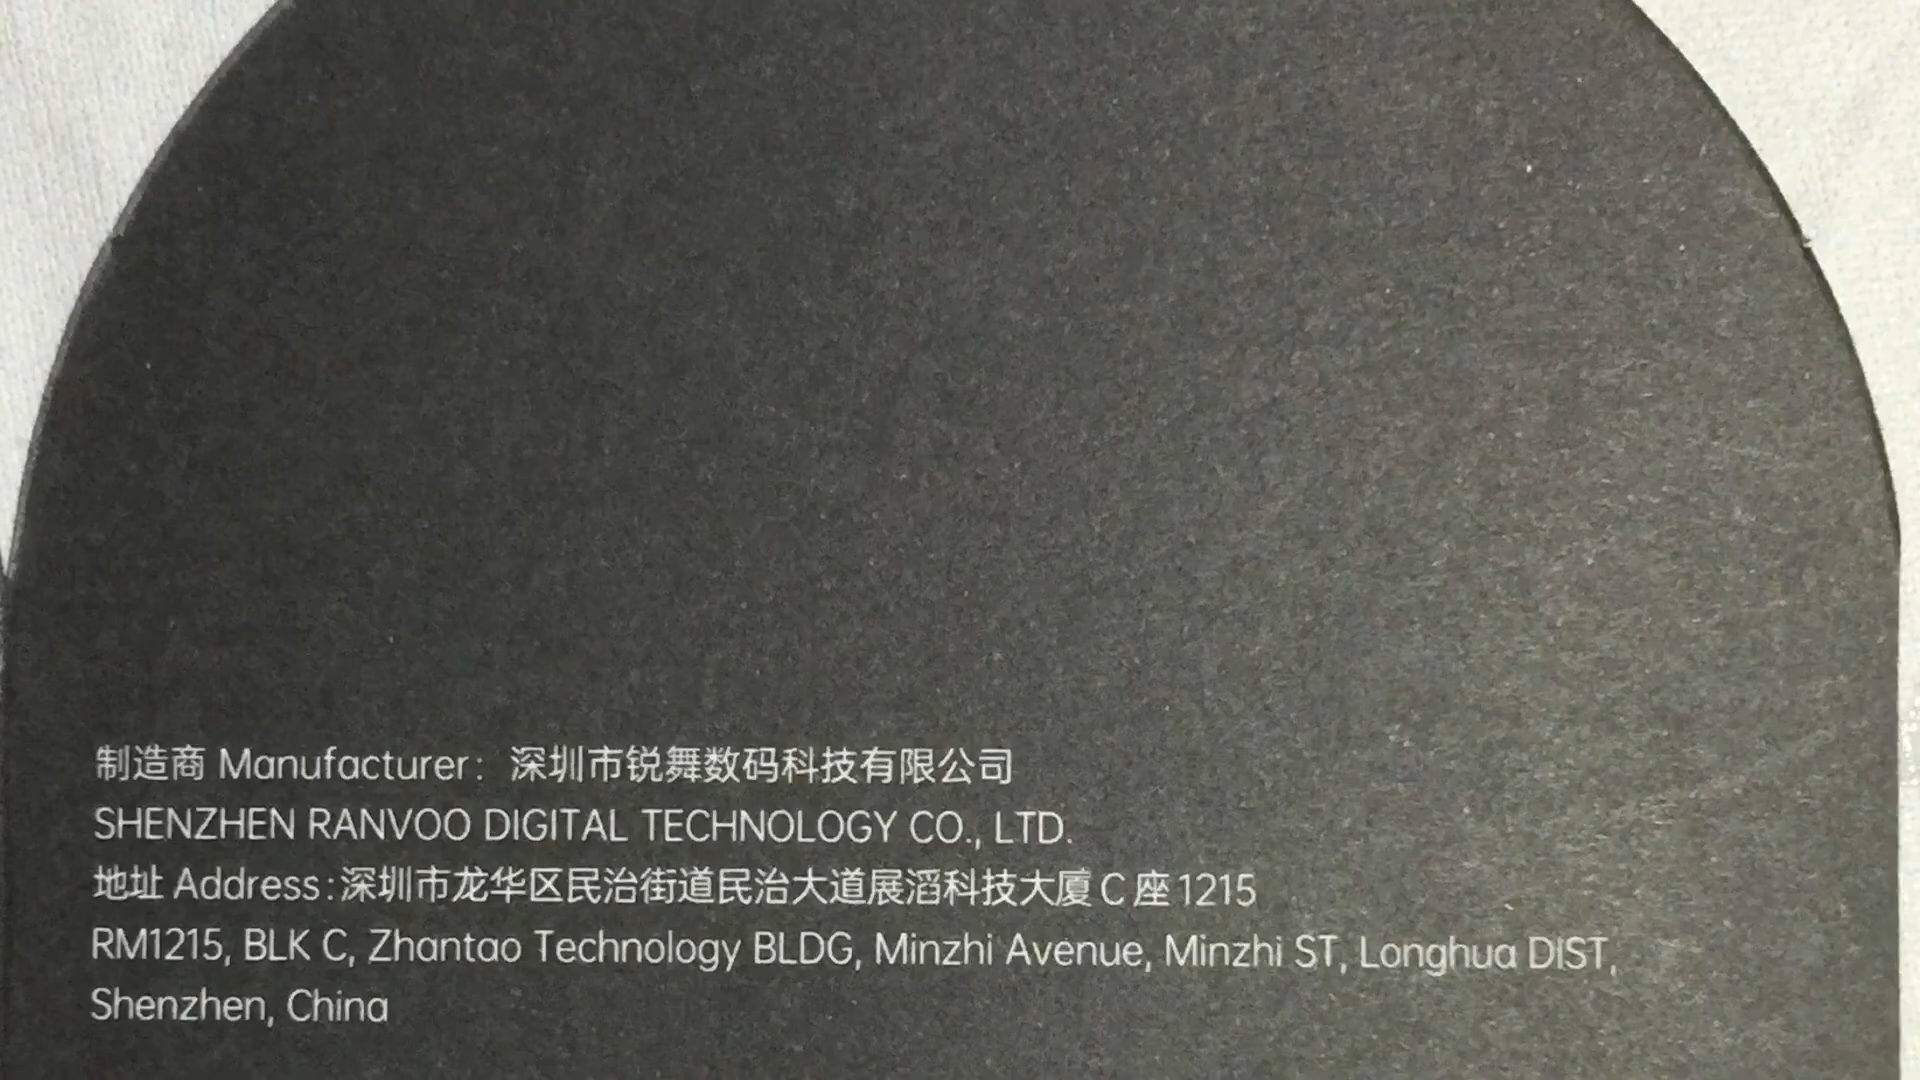 制造商 Manufacturer: 深圳市锐舞数码科技有限公司
SHENZHEN RANVOO DIGITAL TECHNOLOGY CO., LTD.
地址 Address:深圳市龙华区民治街道民治大道展滔科技大厦 C 座 1215
RM1215, BLK C, Zhantao Technology BLDG, Minzhi Avenue, Minzhi ST, Longhua DIST,
Shenzhen, China